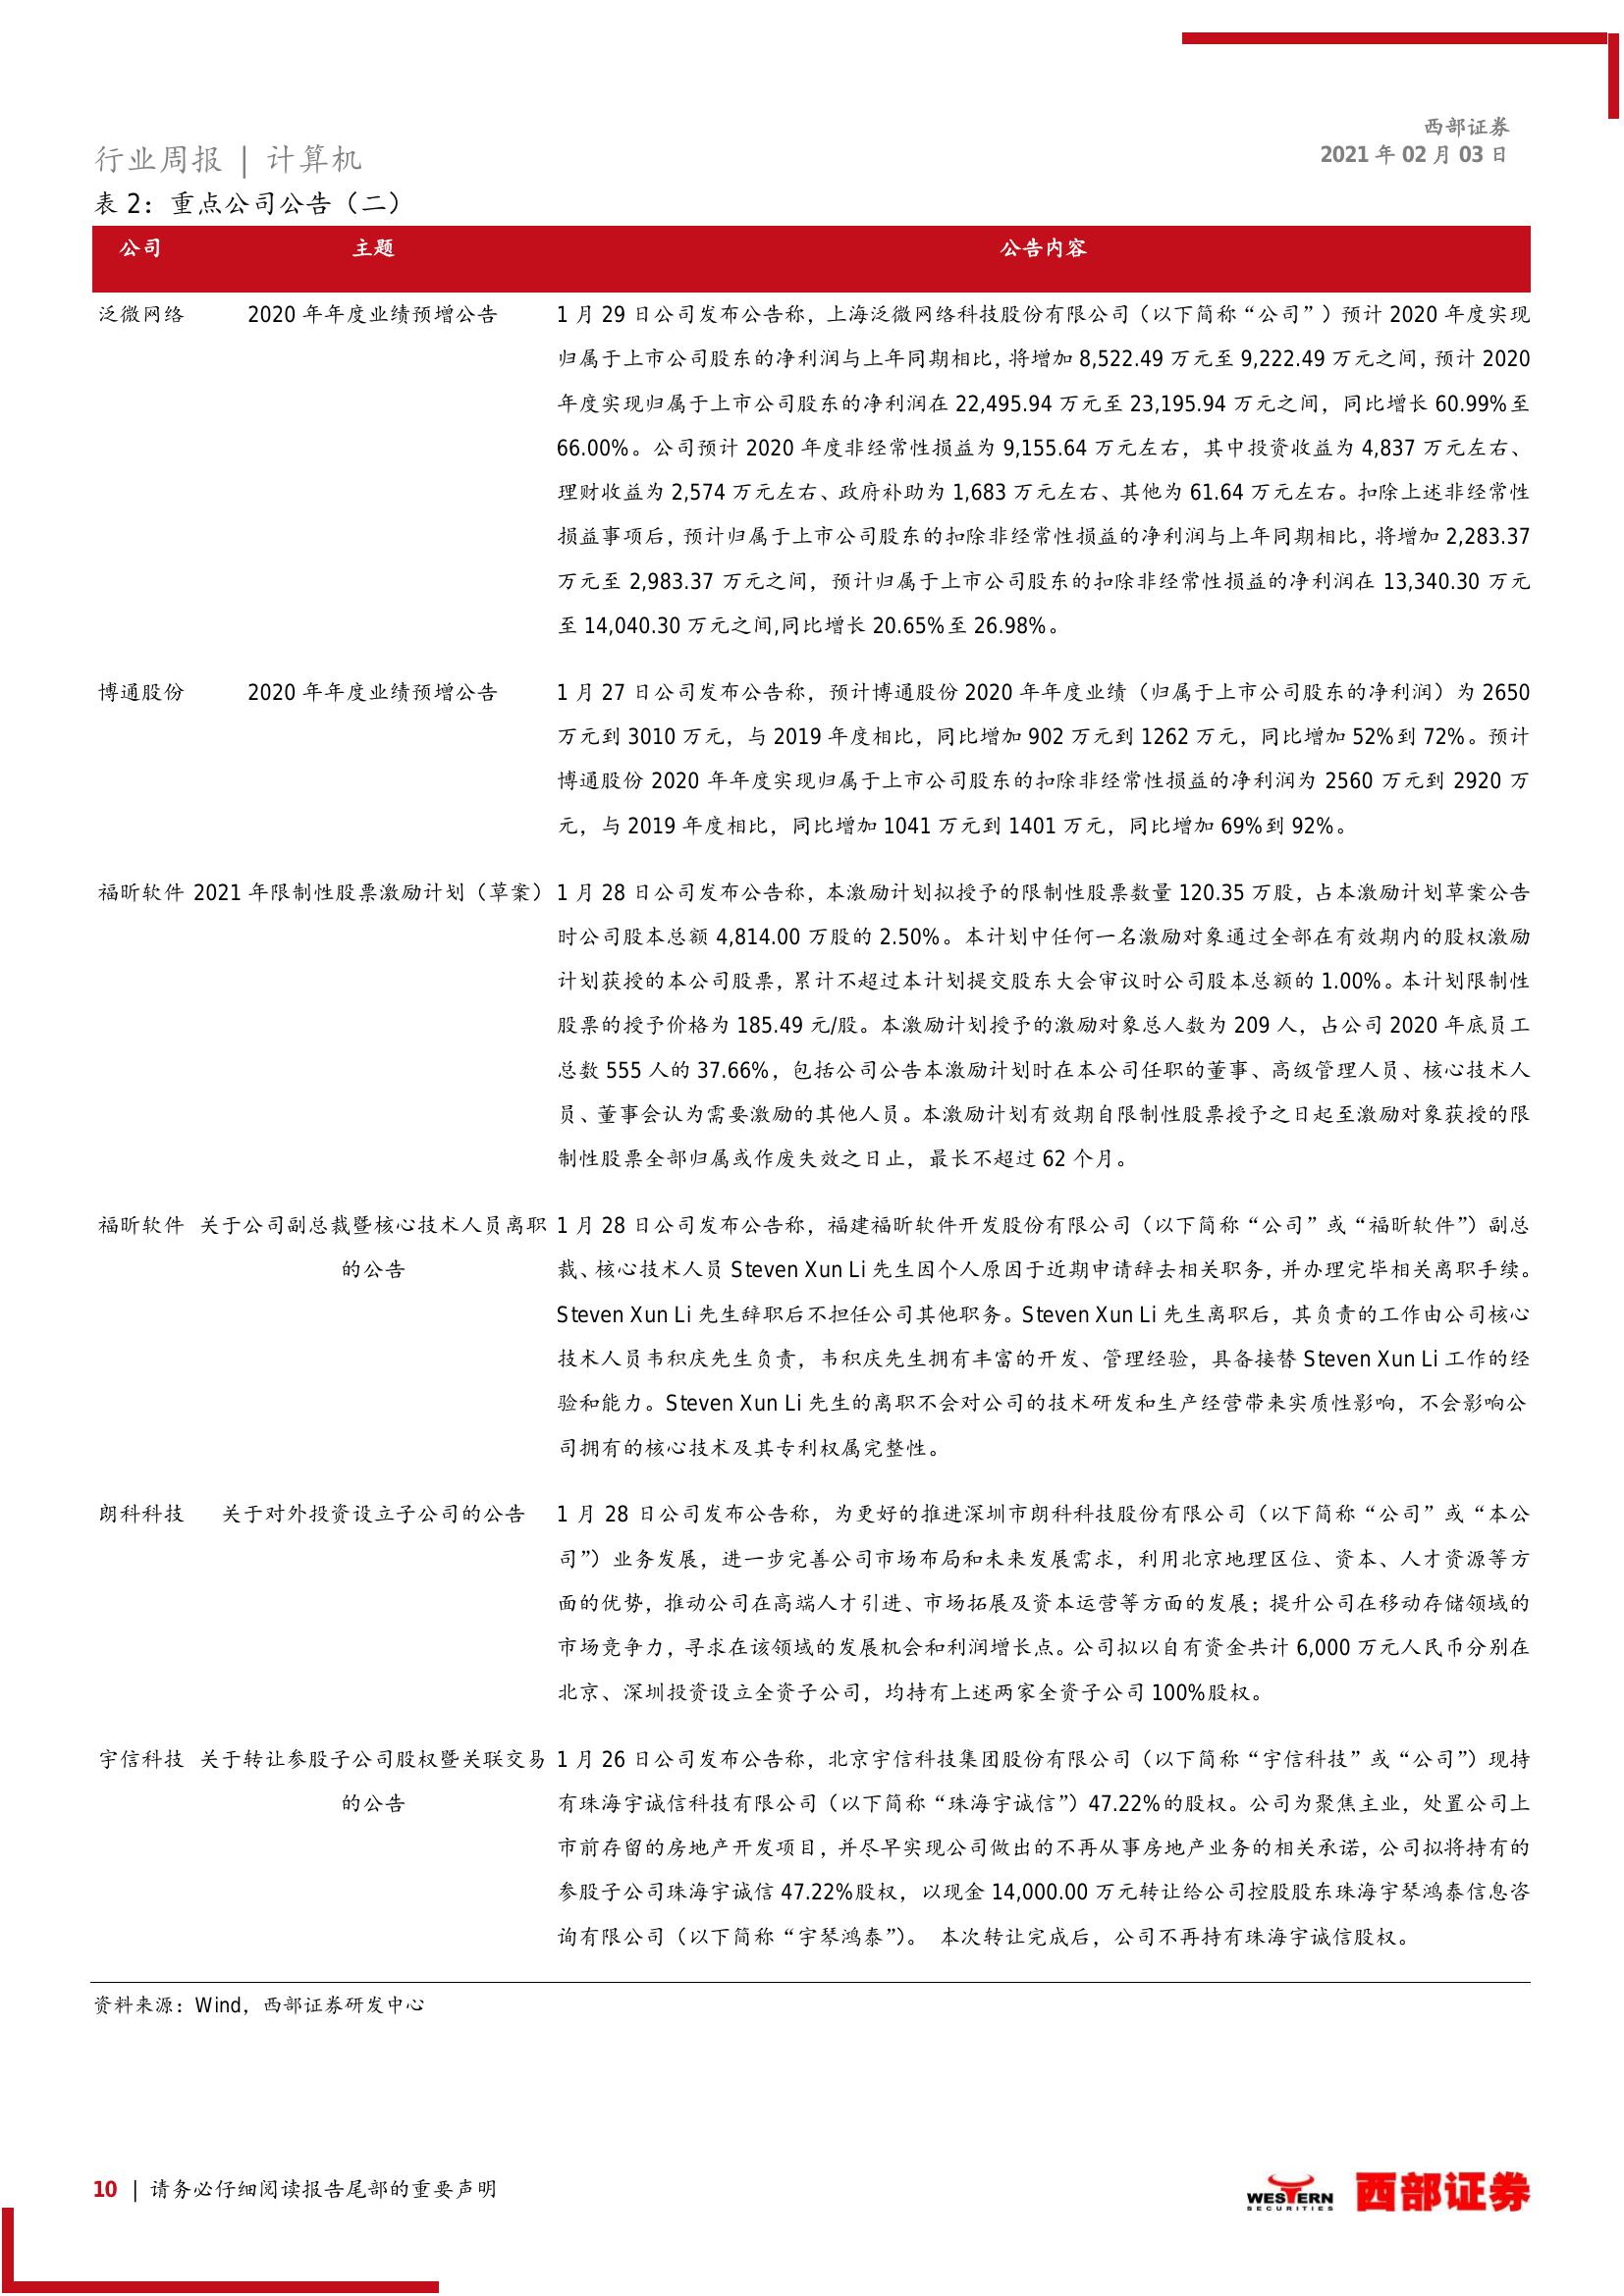 西部证券
2021 年 02 月 03 日
行业周报 | 计算机
表 2：重点公司公告（二）
公司 主题 公告内容
泛微网络 2020 年年度业绩预增公告 1 月 29 日公司发布公告称，上海泛微网络科技股份有限公司（以下简称“公司”）预计 2020 年度实现
归属于上市公司股东的净利润与上年同期相比，将增加 8,522.49 万元至 9,222.49 万元之间，预计 2020
年度实现归属于上市公司股东的净利润在 22,495.94 万元至 23,195.94 万元之间，同比增长 60.99%至
66.00%。公司预计 2020 年度非经常性损益为 9,155.64 万元左右，其中投资收益为 4,837 万元左右、
理财收益为 2,574 万元左右、政府补助为 1,683 万元左右、其他为 61.64 万元左右。扣除上述非经常性
损益事项后，预计归属于上市公司股东的扣除非经常性损益的净利润与上年同期相比，将增加 2,283.37
万元至 2,983.37 万元之间，预计归属于上市公司股东的扣除非经常性损益的净利润在 13,340.30 万元
至 14,040.30 万元之间,同比增长 20.65%至 26.98%。
博通股份 2020 年年度业绩预增公告 1 月 27 日公司发布公告称，预计博通股份 2020 年年度业绩（归属于上市公司股东的净利润）为 2650
万元到 3010 万元，与 2019 年度相比，同比增加 902 万元到 1262 万元，同比增加 52%到 72%。预计
博通股份 2020 年年度实现归属于上市公司股东的扣除非经常性损益的净利润为 2560 万元到 2920 万
元，与 2019 年度相比，同比增加 1041 万元到 1401 万元，同比增加 69%到 92%。
福昕软件 2021 年限制性股票激励计划（草案） 1 月 28 日公司发布公告称，本激励计划拟授予的限制性股票数量 120.35 万股，占本激励计划草案公告
时公司股本总额 4,814.00 万股的 2.50%。本计划中任何一名激励对象通过全部在有效期内的股权激励
计划获授的本公司股票，累计不超过本计划提交股东大会审议时公司股本总额的 1.00%。本计划限制性
股票的授予价格为 185.49 元/股。本激励计划授予的激励对象总人数为 209 人，占公司 2020 年底员工
总数 555 人的 37.66%，包括公司公告本激励计划时在本公司任职的董事、高级管理人员、核心技术人
员、董事会认为需要激励的其他人员。本激励计划有效期自限制性股票授予之日起至激励对象获授的限
制性股票全部归属或作废失效之日止，最长不超过 62 个月。
福昕软件 关于公司副总裁暨核心技术人员离职 1 月 28 日公司发布公告称，福建福昕软件开发股份有限公司（以下简称“公司”或“福昕软件”）副总
的公告 裁、核心技术人员 Steven Xun Li 先生因个人原因于近期申请辞去相关职务，并办理完毕相关离职手续。
Steven Xun Li 先生辞职后不担任公司其他职务。Steven Xun Li 先生离职后，其负责的工作由公司核心
技术人员韦积庆先生负责，韦积庆先生拥有丰富的开发、管理经验，具备接替 Steven Xun Li 工作的经
验和能力。Steven Xun Li 先生的离职不会对公司的技术研发和生产经营带来实质性影响，不会影响公
司拥有的核心技术及其专利权属完整性。
朗科科技 关于对外投资设立子公司的公告 1 月 28 日公司发布公告称，为更好的推进深圳市朗科科技股份有限公司（以下简称“公司”或“本公
司”）业务发展，进一步完善公司市场布局和未来发展需求，利用北京地理区位、资本、人才资源等方
面的优势，推动公司在高端人才引进、市场拓展及资本运营等方面的发展；提升公司在移动存储领域的
市场竞争力，寻求在该领域的发展机会和利润增长点。公司拟以自有资金共计 6,000 万元人民币分别在
北京、深圳投资设立全资子公司，均持有上述两家全资子公司 100%股权。
宇信科技 关于转让参股子公司股权暨关联交易 1 月 26 日公司发布公告称，北京宇信科技集团股份有限公司（以下简称“宇信科技”或“公司”）现持
的公告 有珠海宇诚信科技有限公司（以下简称“珠海宇诚信”）47.22%的股权。公司为聚焦主业，处置公司上
市前存留的房地产开发项目，并尽早实现公司做出的不再从事房地产业务的相关承诺，公司拟将持有的
参股子公司珠海宇诚信 47.22%股权，以现金 14,000.00 万元转让给公司控股股东珠海宇琴鸿泰信息咨
询有限公司（以下简称“宇琴鸿泰”）。 本次转让完成后，公司不再持有珠海宇诚信股权。
资料来源：Wind，西部证券研发中心
10 | 请务必仔细阅读报告尾部的重要声明
WESTERN
SECURITIES
西部证券